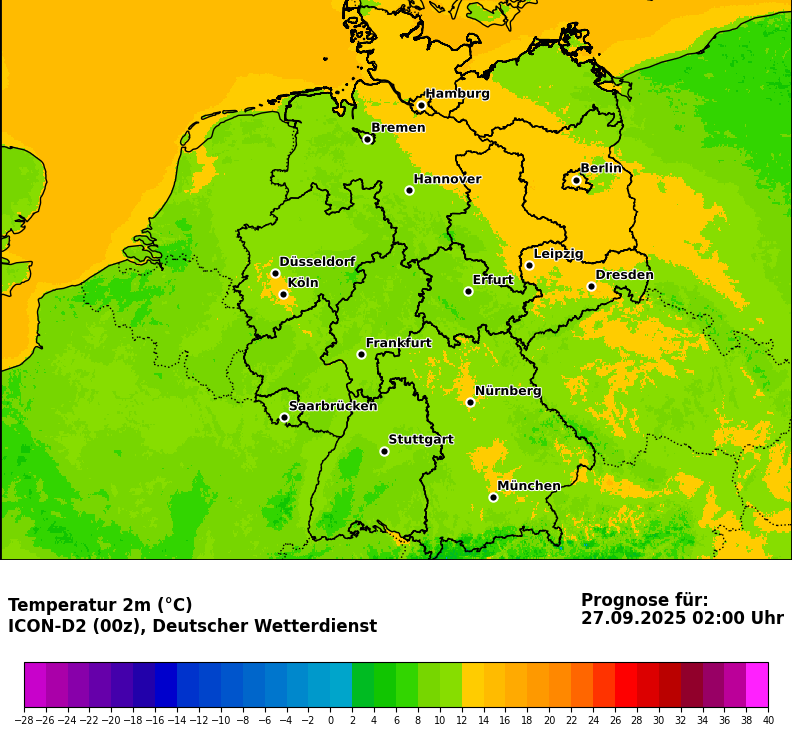 Hamburg
Bremen
Berlin
Hannover
Leipzig
Düsseldorf
Dresden
Erfurt
Köln
Frankfurt
Nürnberg
Saarbrücken
Stuttgart
München
Temperatur 2m (°C)
ICON-D2 (00z), Deutscher Wetterdienst
Prognose für:
27.09.2025 02:00 Uhr
−28 −26 −24 −22 −20 −18 −16 −14 −12 −10 −8 −6 −4 −2 0 2 4 6 8 10 12 14 16 18 20 22 24 26 28 30 32 34 36 38 40